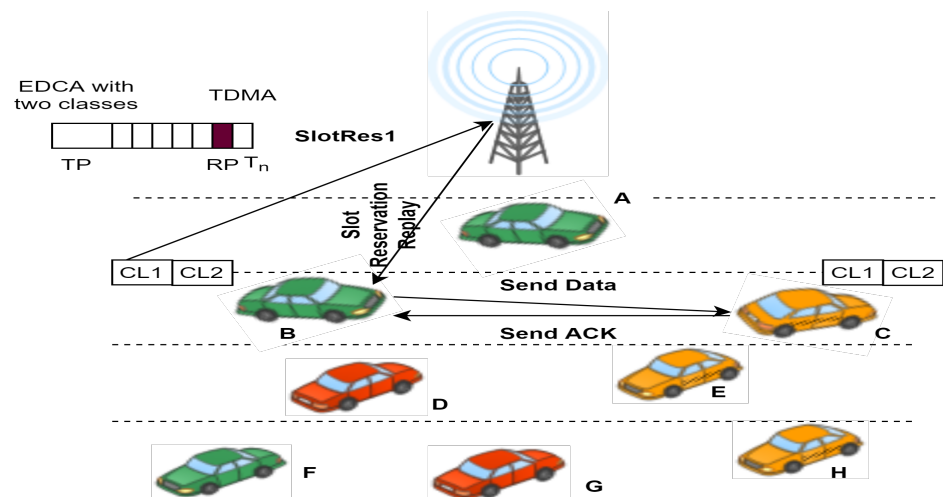 EDCA with
two classes
TDMA
TP
RP
Tn
SlotRes1
Slot
Reservation
Replay
A
CL1
CL2
CL1
CL2
Send Data
B
C
Send ACK
D
E
F
G
H